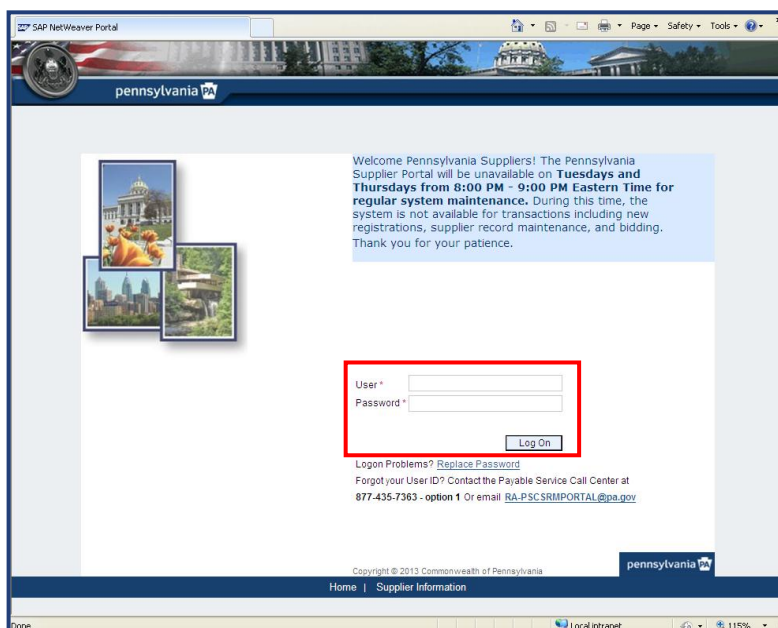 SAP NetWeaver Portal
Page
Safety
Tools
pennsylvania PA
Welcome Pennsylvania Suppliers! The Pennsylvania
Supplier Portal will be unavailable on Tuesdays and
Thursdays from 8:00 PM - 9:00 PM Eastern Time for
regular system maintenance. During this time, the
system is not available for transactions including new
registrations, supplier record maintenance, and bidding.
Thank you for your patience.
User *
Password *
Log On
Logon Problems? Replace Password
Forgot your User ID? Contact the Payable Service Call Center at
877-435-7363 - option 1 Or email RA-PSCSRMPORTAL@pa.gov
pennsylvania PA
Copyright © 2013 Commonwealth of Pennsylvania
Home | Supplier Information
Done
Local intranet
115%